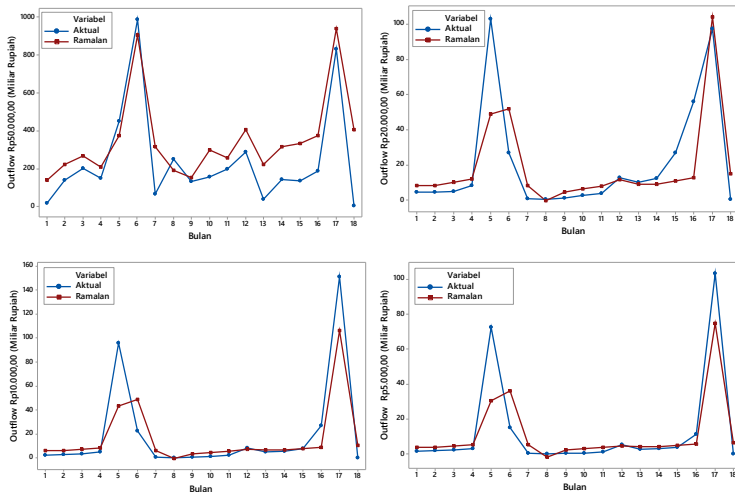 Outflow Rp50.000,00 (Miliar Rupiah)
1000
800
600
400
200
0
Variabel
Aktual
Ramalan
1 2 3 4 5 6 7 8 9 10 11 12 13 14 15 16 17 18
Bulan
Outflow Rp20.000,00 (Miliar Rupiah)
100
80
60
40
20
0
Variabel
Aktual
Ramalan
1 2 3 4 5 6 7 8 9 10 11 12 13 14 15 16 17 18
Bulan
Outflow Rp10.000,00 (Miliar Rupiah)
160
140
120
100
80
60
40
20
0
Variabel
Aktual
Ramalan
1 2 3 4 5 6 7 8 9 10 11 12 13 14 15 16 17 18
Bulan
Outflow Rp5.000,00 (Miliar Rupiah)
100
80
60
40
20
0
Variabel
Aktual
Ramalan
1 2 3 4 5 6 7 8 9 10 11 12 13 14 15 16 17 18
Bulan